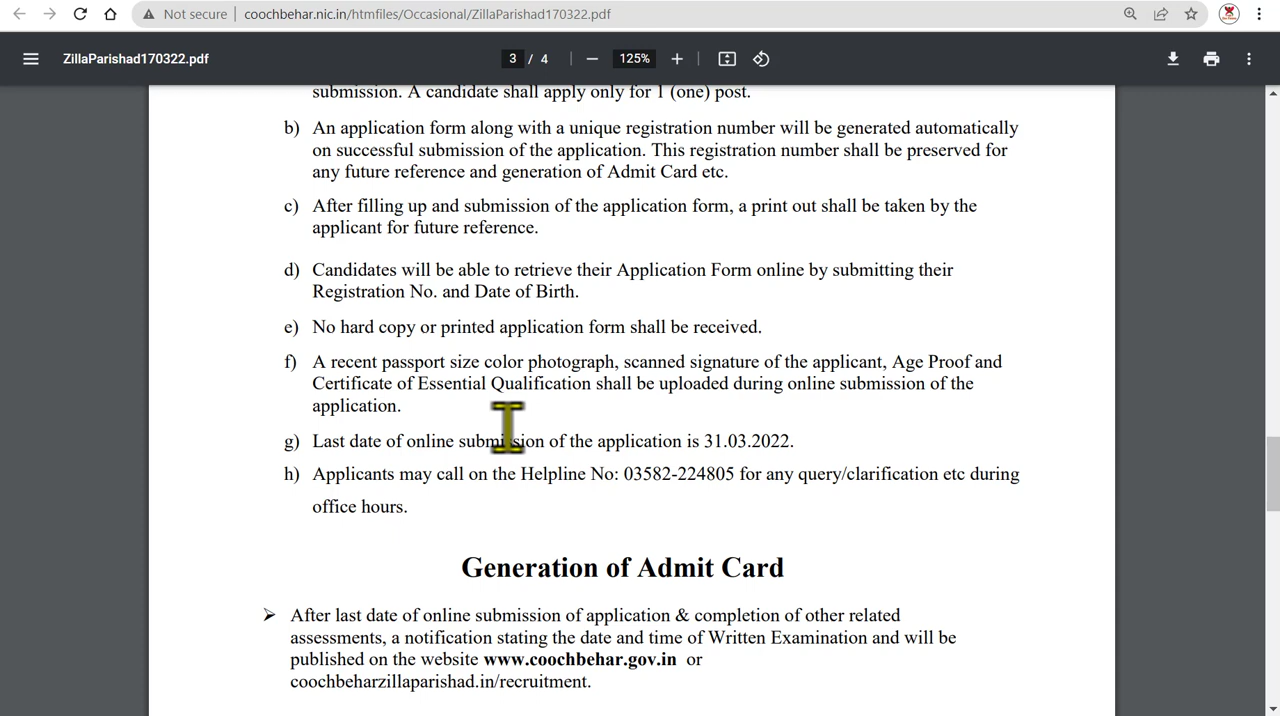 Not secure
coochbehar.nic.in/htmfiles/Occasional/ZillaParishad170322.pdf
ZillaParishad170322.pdf
3 / 4
125%
submission. A candidate shall apply only for 1 (one) post.
b) An application form along with a unique registration number will be generated automatically
on successful submission of the application. This registration number shall be preserved for
any future reference and generation of Admit Card etc.
c) After filling up and submission of the application form, a print out shall be taken by the
applicant for future reference.
d) Candidates will be able to retrieve their Application Form online by submitting their
Registration No. and Date of Birth.
e) No hard copy or printed application form shall be received.
f) A recent passport size color photograph, scanned signature of the applicant, Age Proof and
Certificate of Essential Qualification shall be uploaded during online submission of the
application.
g) Last date of online submission of the application is 31.03.2022.
h) Applicants may call on the Helpline No: 03582-224805 for any query/clarification etc during
office hours.
Generation of Admit Card
➢ After last date of online submission of application & completion of other related
assessments, a notification stating the date and time of Written Examination and will be
published on the website www.coochbehar.gov.in or
coochbeharzillaparishad.in/recruitment.